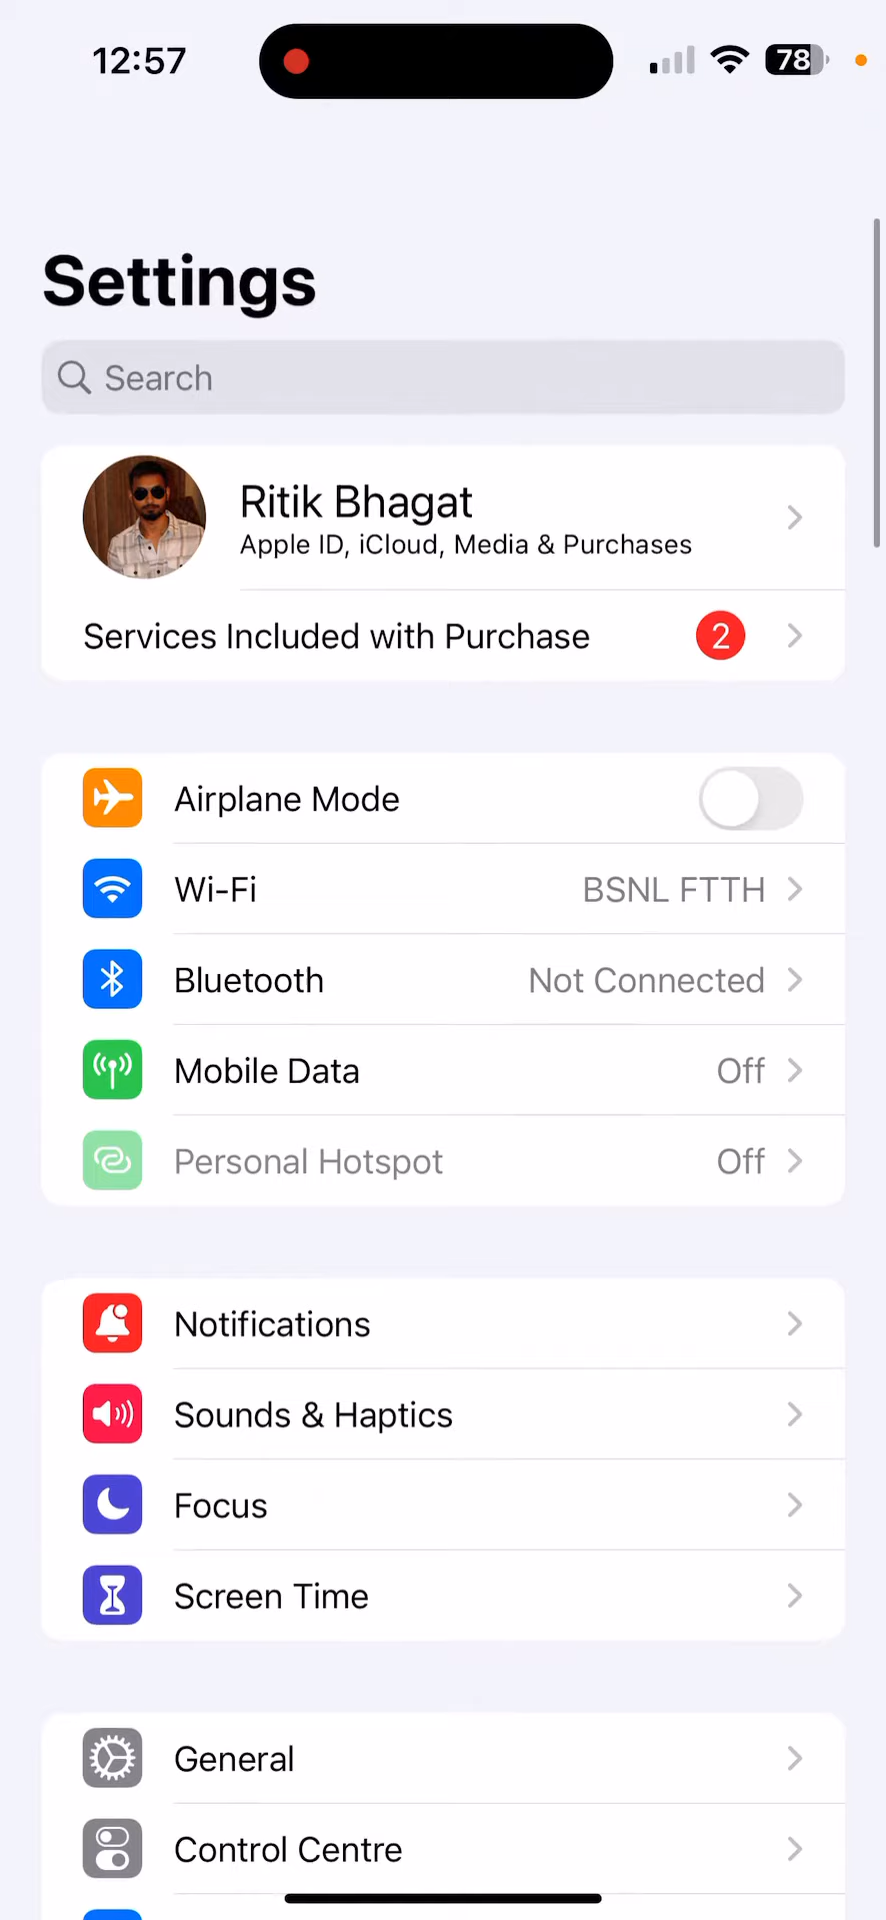 12:57
78
Settings
Search
Ritik Bhagat
Apple ID, iCloud, Media & Purchases
Services Included with Purchase 2
Airplane Mode
Wi-Fi BSNL FTTH
Bluetooth Not Connected
Mobile Data Off
Personal Hotspot Off
Notifications
Sounds & Haptics
Focus
Screen Time
General
Control Centre